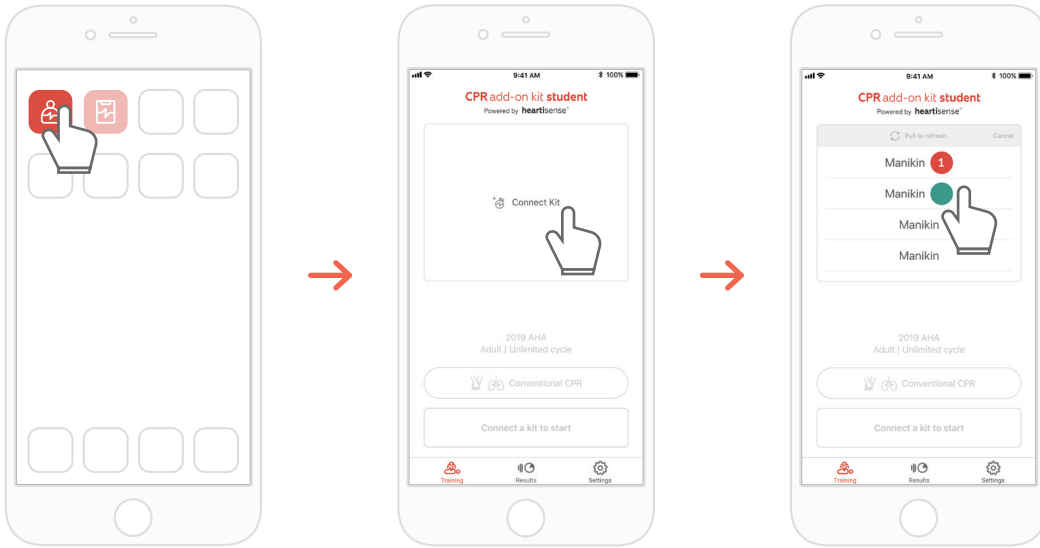 9:41 AM
100%
CPR add-on kit student
Powered by heartisense™
Connect Kit
2019 AHA
Adult | Unlimited cycle
Conventional CPR
Connect a kit to start
Training
Results
Settings
9:41 AM
100%
CPR add-on kit student
Powered by heartisense™
Pull to refresh
Cancel
Manikin 1
Manikin
Manikin
Manikin
2019 AHA
Adult | Unlimited cycle
Conventional CPR
Connect a kit to start
Training
Results
Settings